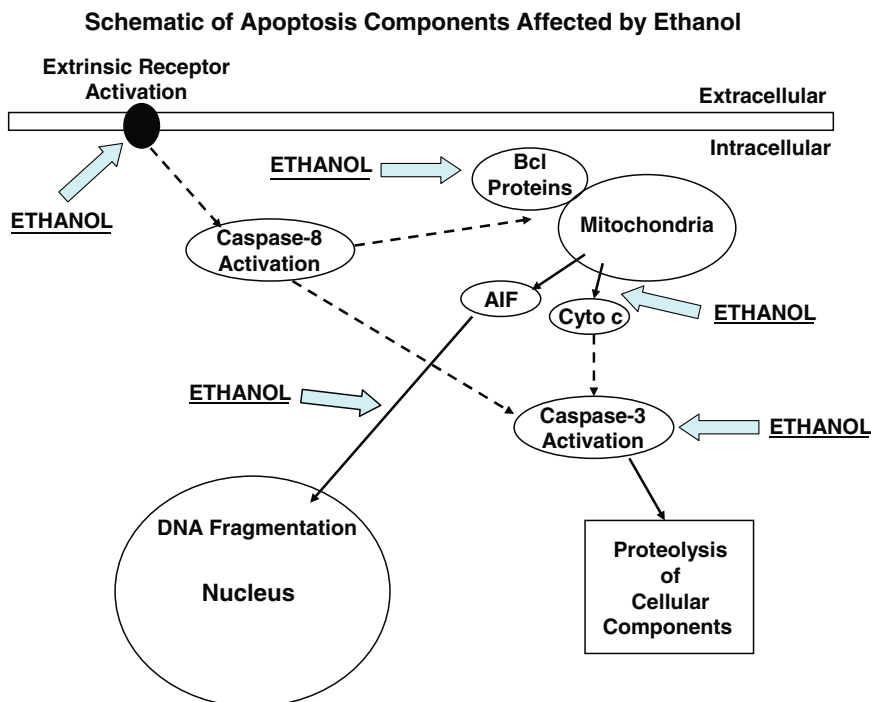 Schematic of Apoptosis Components Affected by Ethanol
Extrinsic Receptor
Activation
Extracellular
Intracellular
ETHANOL
Bcl
Proteins
ETHANOL
Mitochondria
Caspase-8
Activation
AIF
Cyto c
ETHANOL
ETHANOL
Caspase-3
Activation
ETHANOL
DNA Fragmentation
Nucleus
Proteolysis
of
Cellular
Components